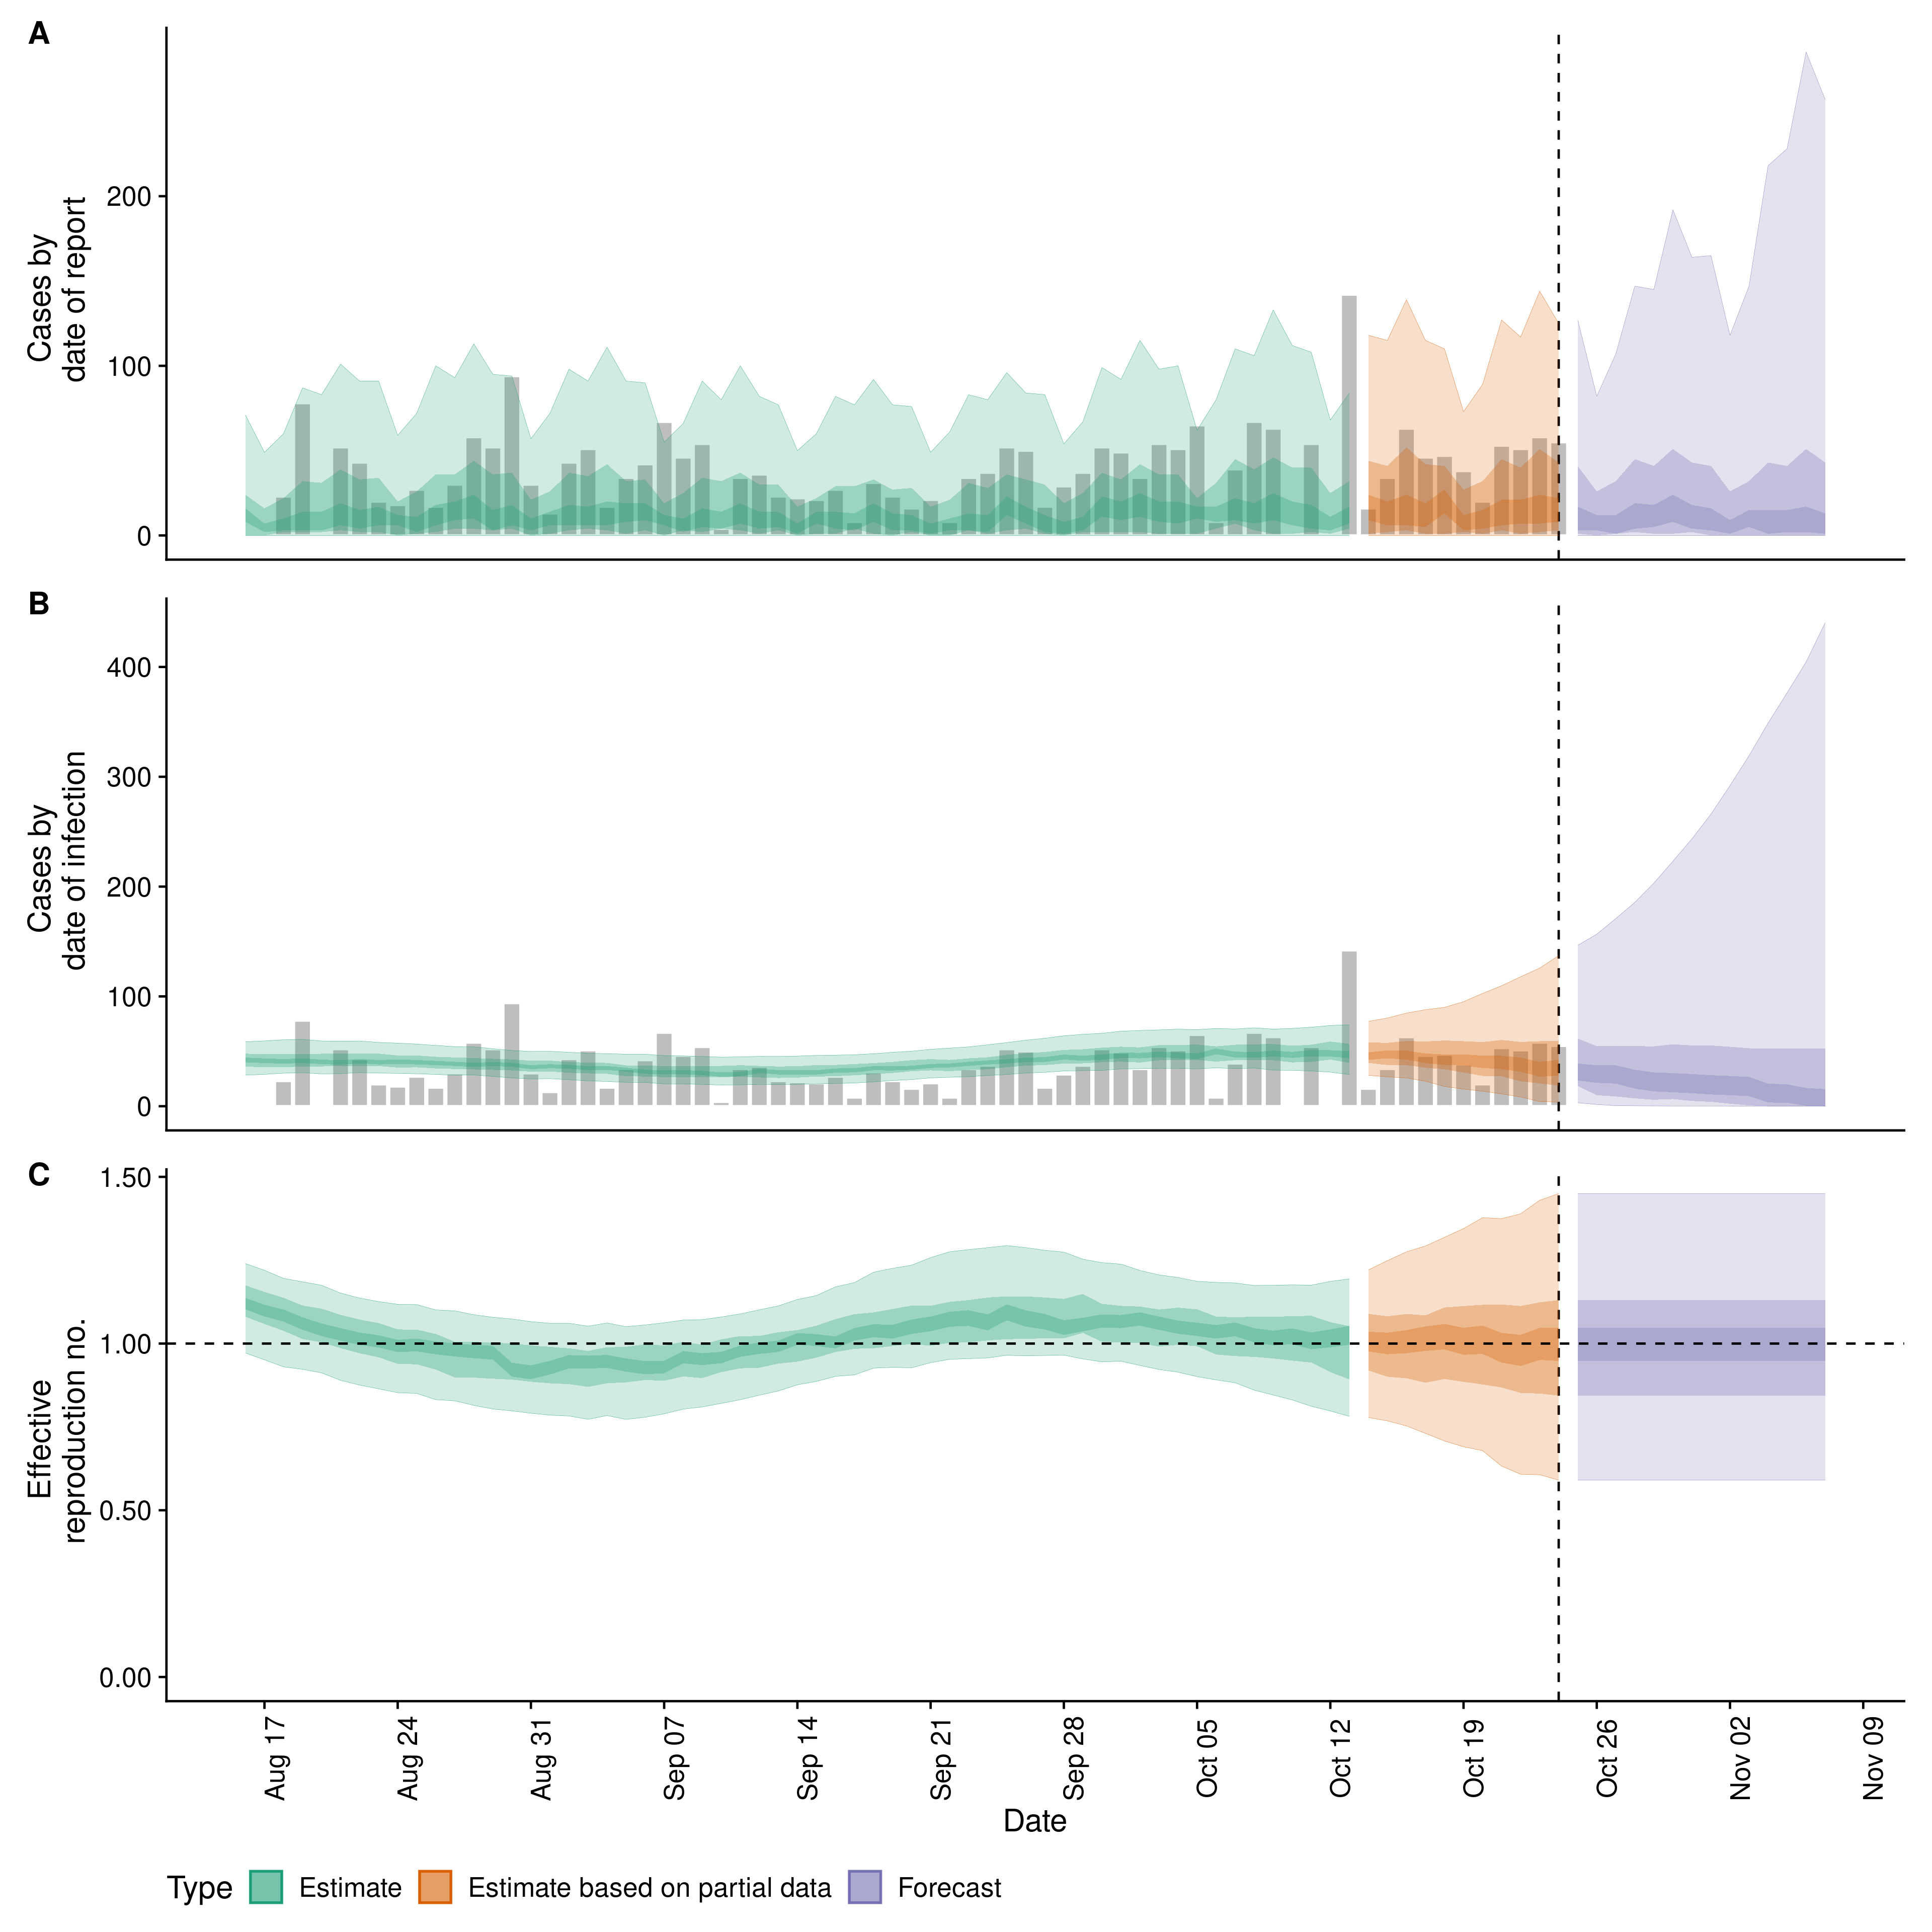 A
Cases by
date of report
200
100
0
B
Cases by
date of infection
400
300
200
100
0
C
Effective
reproduction no.
1.50
1.00
0.50
0.00
Aug 17
Aug 24
Aug 31
Sep 07
Sep 14
Sep 21
Sep 28
Oct 05
Oct 12
Oct 19
Oct 26
Nov 02
Nov 09
Date
Type Estimate Estimate based on partial data Forecast